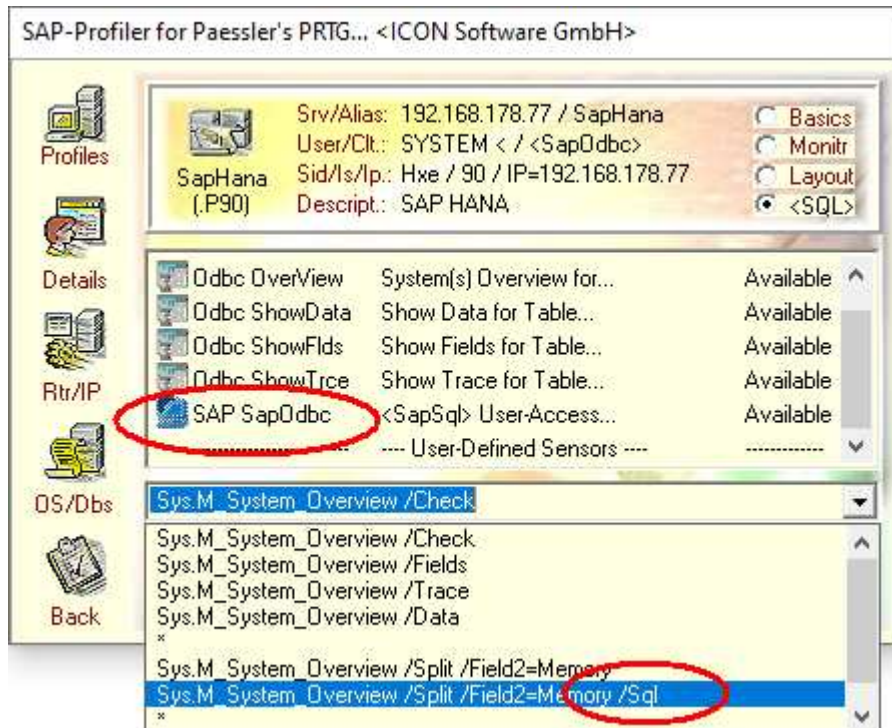 SAP-Profiler for Paessler's PRTG... <ICON Software GmbH>
Profiles
Details
Rtr/IP
OS/Dbs
Back
SapHana
(.P90)
Srv/Alias: 192.168.178.77 / SapHana
User/Clt.: SYSTEM < / <SapOdbc>
Sid/Is/Ip.: Hxe / 90 / IP=192.168.178.77
Descript.: SAP HANA
Basics
Monitr
Layout
<SQL>
Odbc OverView System(s) Overview for... Available
Odbc ShowData Show Data for Table... Available
Odbc ShowFlds Show Fields for Table... Available
Odbc ShowTrce Show Trace for Table... Available
SAP SapOdbc <SapSql> User-Access... Available
---------------------- ---- User-Defined Sensors ---- -------------
Sys.M_System_Overview /Check
Sys.M_System_Overview /Check
Sys.M_System_Overview /Fields
Sys.M_System_Overview /Trace
Sys.M_System_Overview /Data
*
Sys.M_System_Overview /Split /Field2=Memory
Sys.M_System_Overview /Split /Field2=Memory /Sql
*